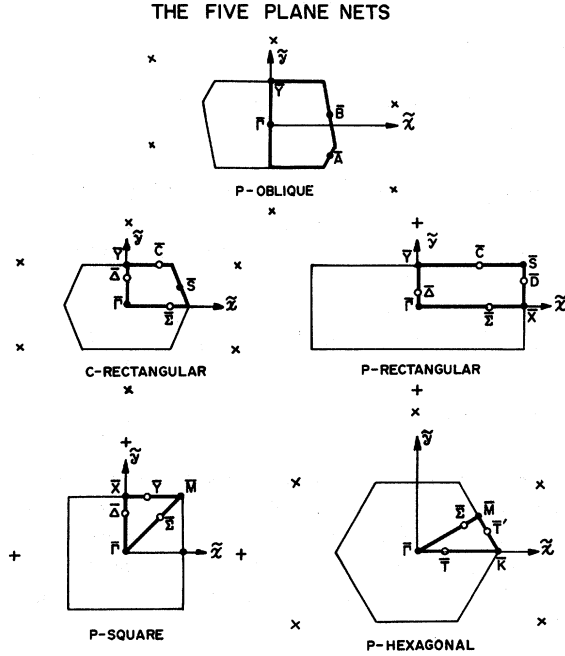 THE FIVE PLANE NETS
ỹ
Y̅
Γ̅
B̅
x̃
A̅
P-OBLIQUE
ỹ
Y̅
C̅
Δ̅
S̅
Γ̅
Σ̅
x̃
C-RECTANGULAR
ỹ
Y̅
C̅
S̅
Δ̅
D̅
Γ̅
Σ̅
X̅
x̃
P-RECTANGULAR
ỹ
X̅
Y̅
M̅
Δ̅
Σ̅
Γ̅
x̃
P-SQUARE
ỹ
Σ̅
M̅
T̅'
Γ̅
T̅
K̅
x̃
P-HEXAGONAL